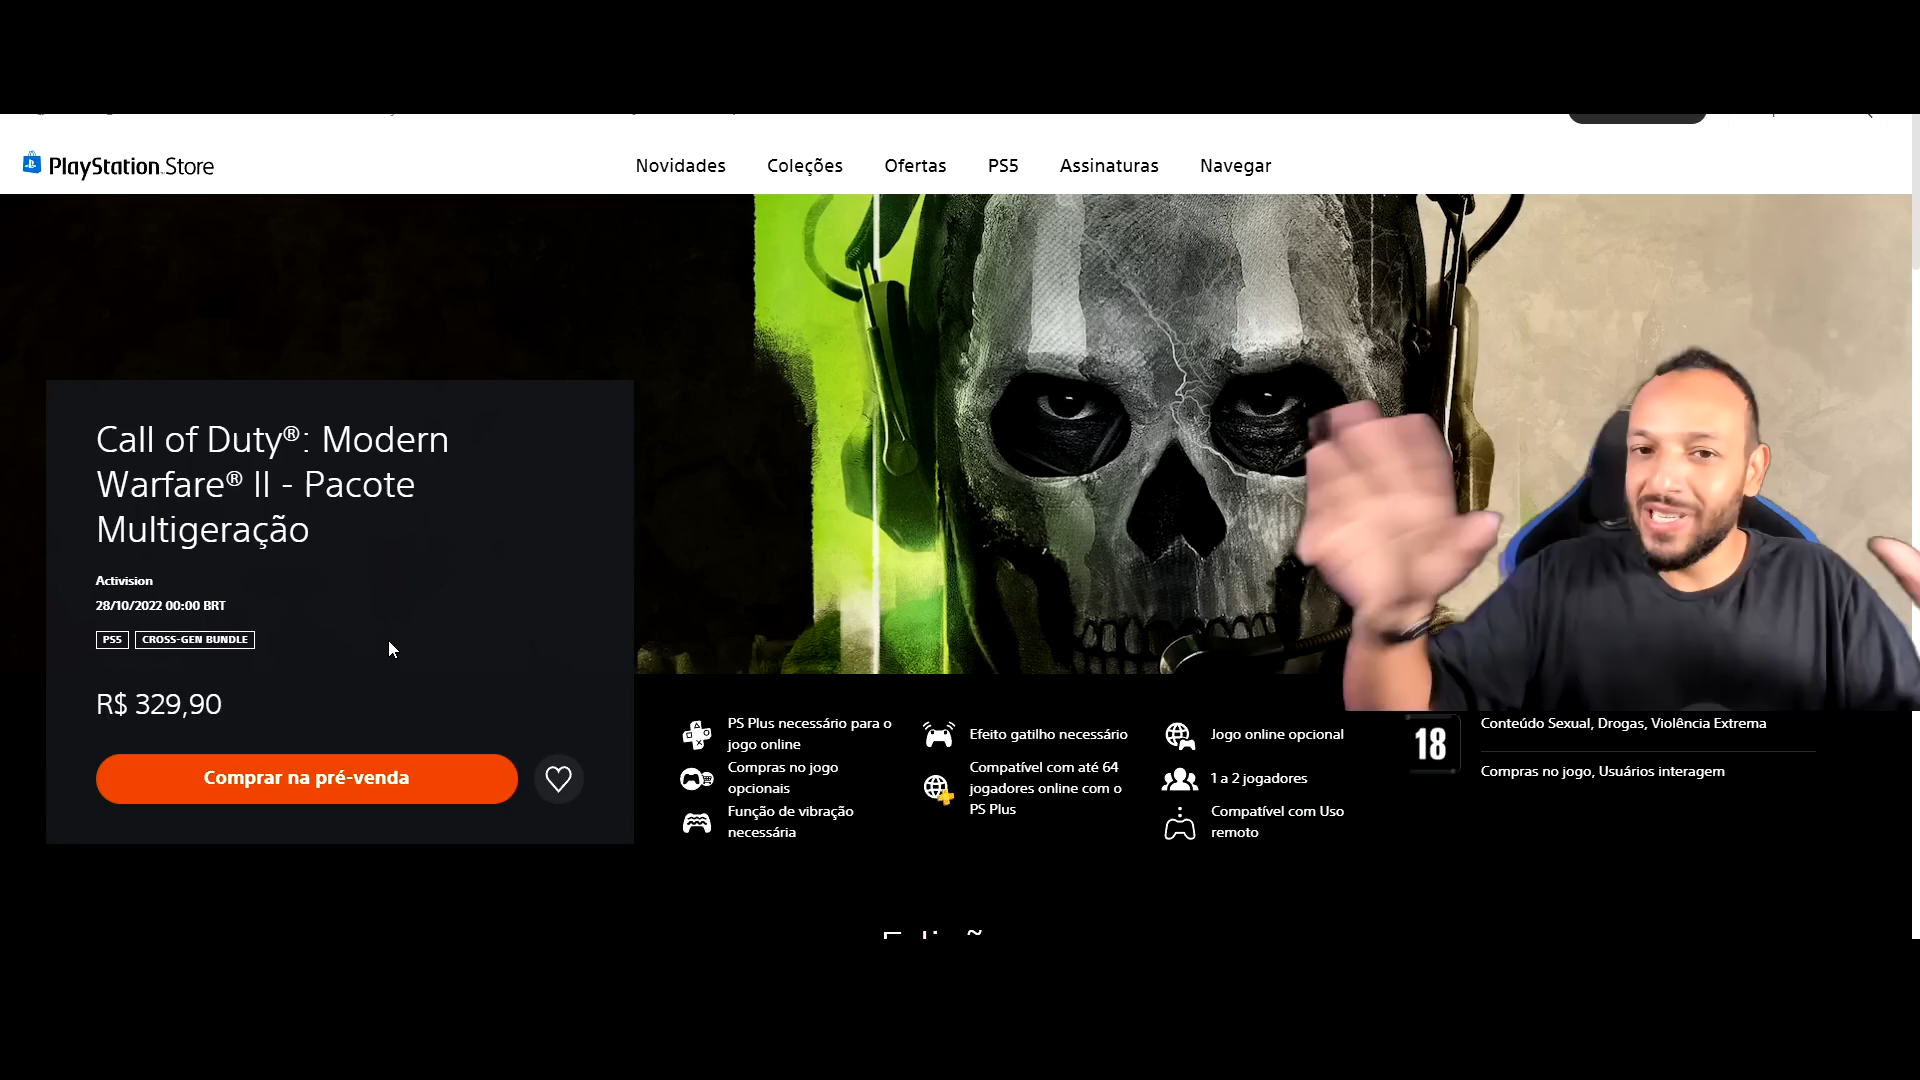 PlayStation Store
Novidades
Coleções
Ofertas
PS5
Assinaturas
Navegar
Call of Duty®: Modern
Warfare® II - Pacote
Multigeração
Activision
28/10/2022 00:00 BRT
PS5
CROSS-GEN BUNDLE
R$ 329,90
Comprar na pré-venda
PS Plus necessário para o
jogo online
Compras no jogo
opcionais
Função de vibração
necessária
Efeito gatilho necessário
Compatível com até 64
jogadores online com o
PS Plus
Jogo online opcional
1 a 2 jogadores
Compatível com Uso
remoto
18
Conteúdo Sexual, Drogas, Violência Extrema
Compras no jogo, Usuários interagem